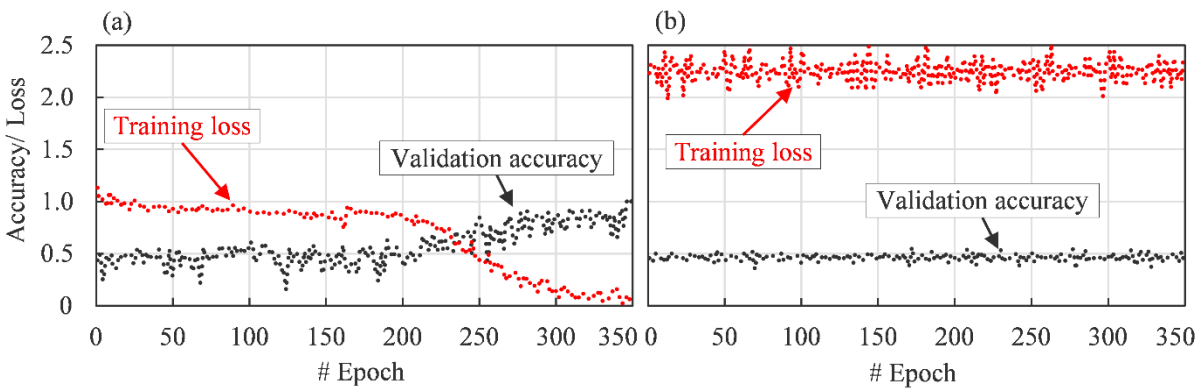 (a)
(b)
Accuracy/ Loss
2.5
2.0
1.5
1.0
0.5
0
Training loss
Validation accuracy
0 50 100 150 200 250 300 350
# Epoch
Training loss
Validation accuracy
0 50 100 150 200 250 300 350
# Epoch